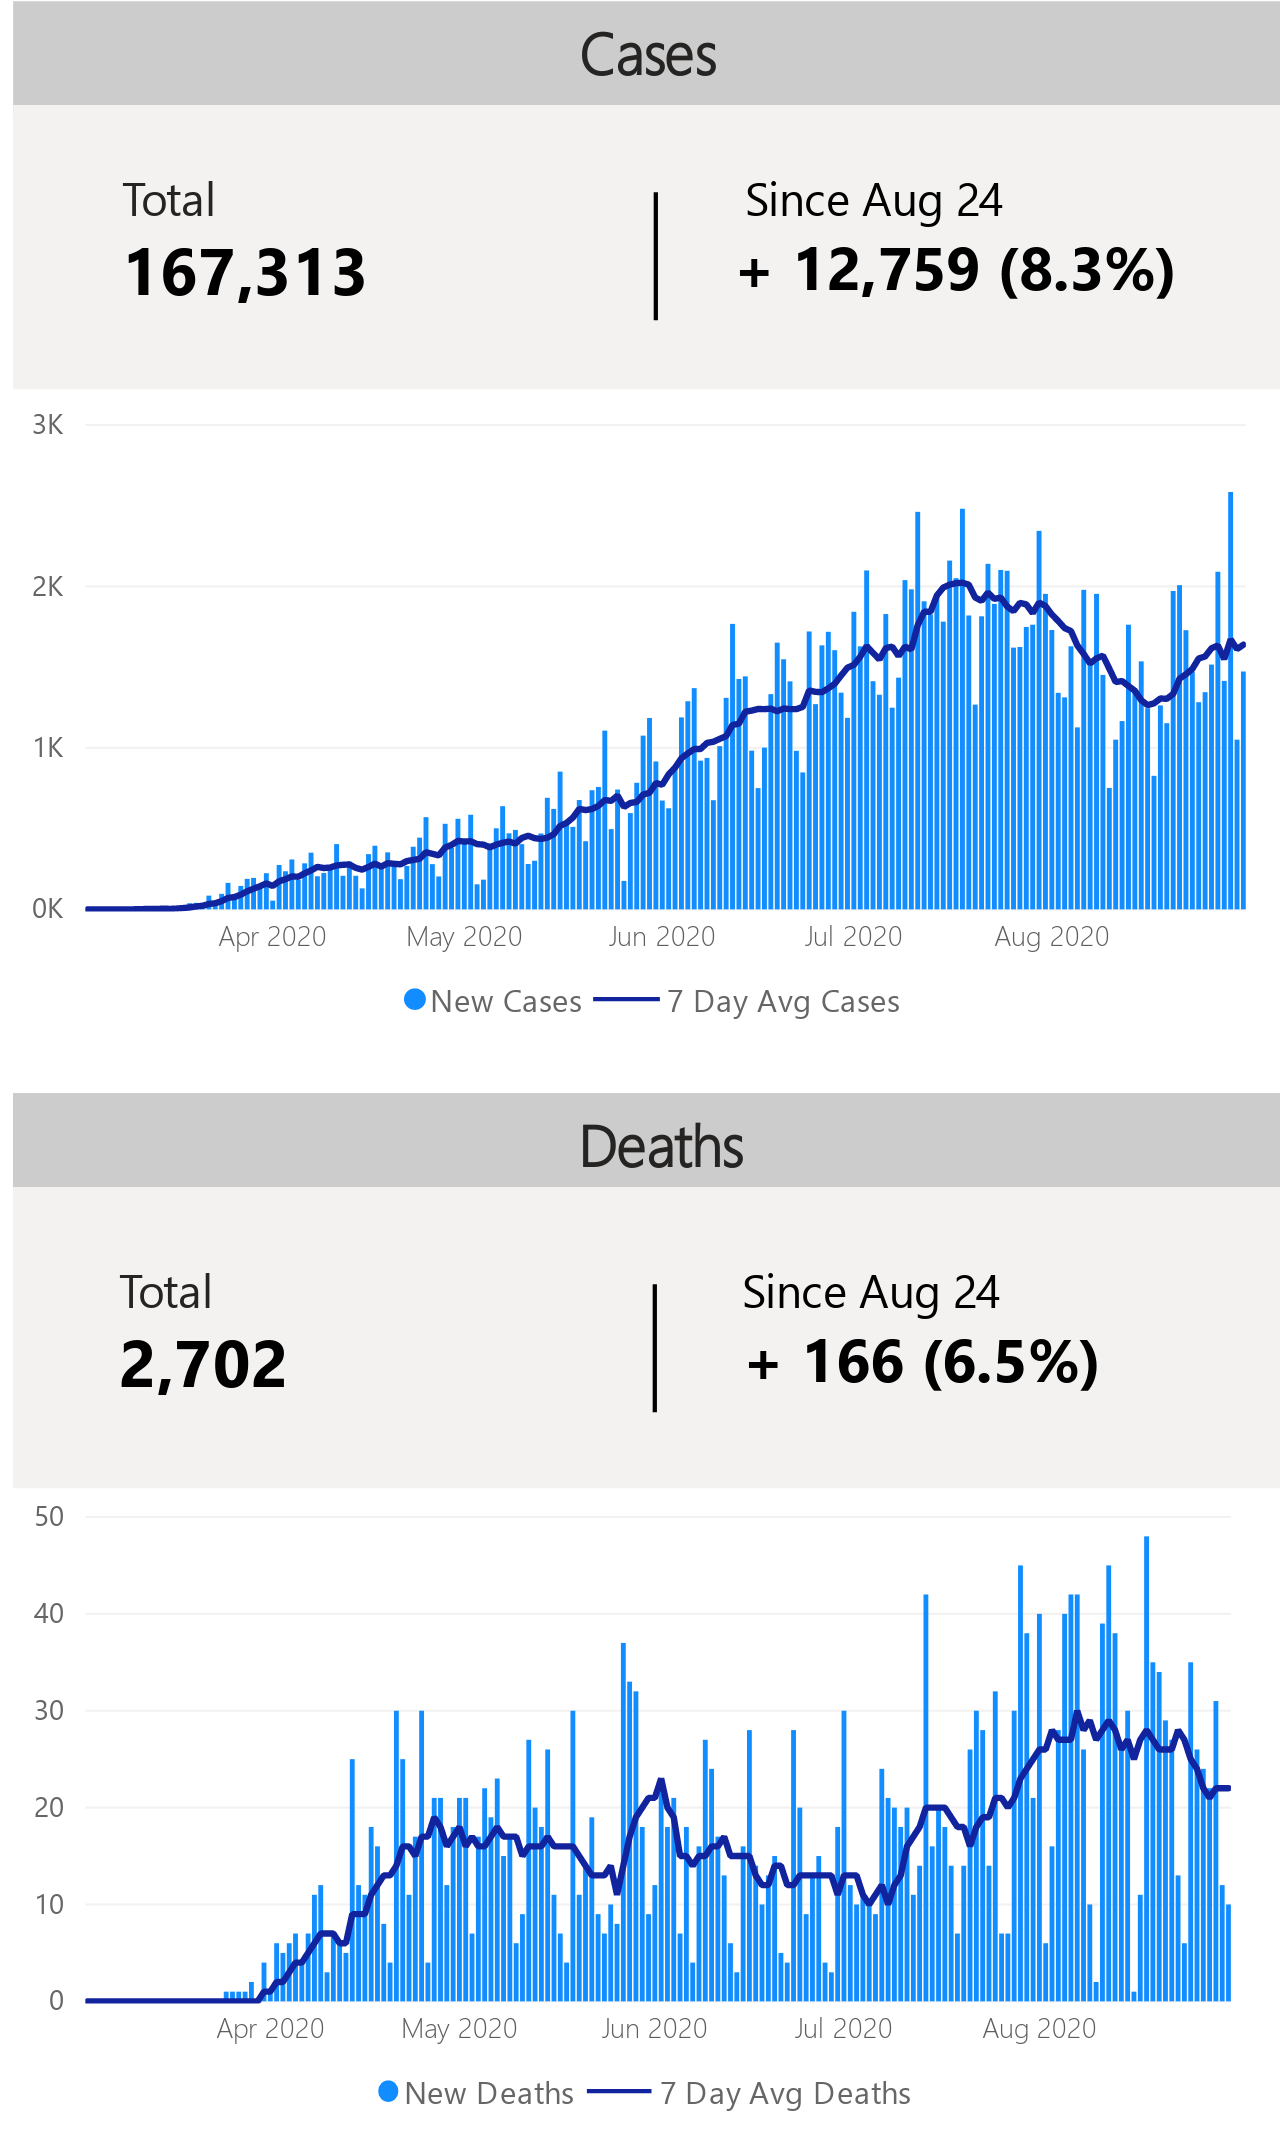 Cases
Total
Since Aug 24
167,313
+ 12,759 (8.3%)
3K
2K
1K
0K
Apr 2020
May 2020
Jun 2020
Jul 2020
Aug 2020
New Cases
7 Day Avg Cases
Deaths
Total
Since Aug 24
2,702
+ 166 (6.5%)
50
40
30
20
10
0
Apr 2020
May 2020
Jun 2020
Jul 2020
Aug 2020
New Deaths
7 Day Avg Deaths